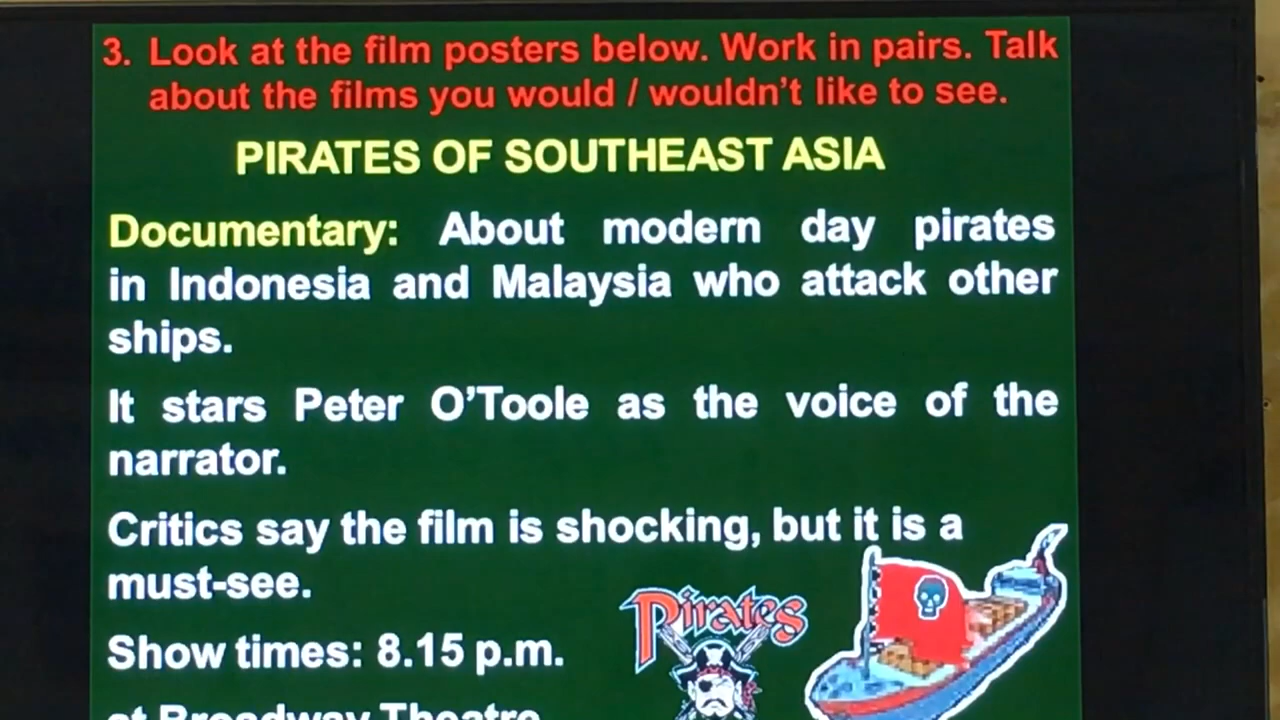 3. Look at the film posters below. Work in pairs. Talk
about the films you would / wouldn't like to see.
PIRATES OF SOUTHEAST ASIA
Documentary: About modern day pirates
in Indonesia and Malaysia who attack other
ships.
It stars Peter O'Toole as the voice of the
narrator.
Critics say the film is shocking, but it is a
must-see.
Pirates
Show times: 8.15 p.m.
at Broadway Theatre